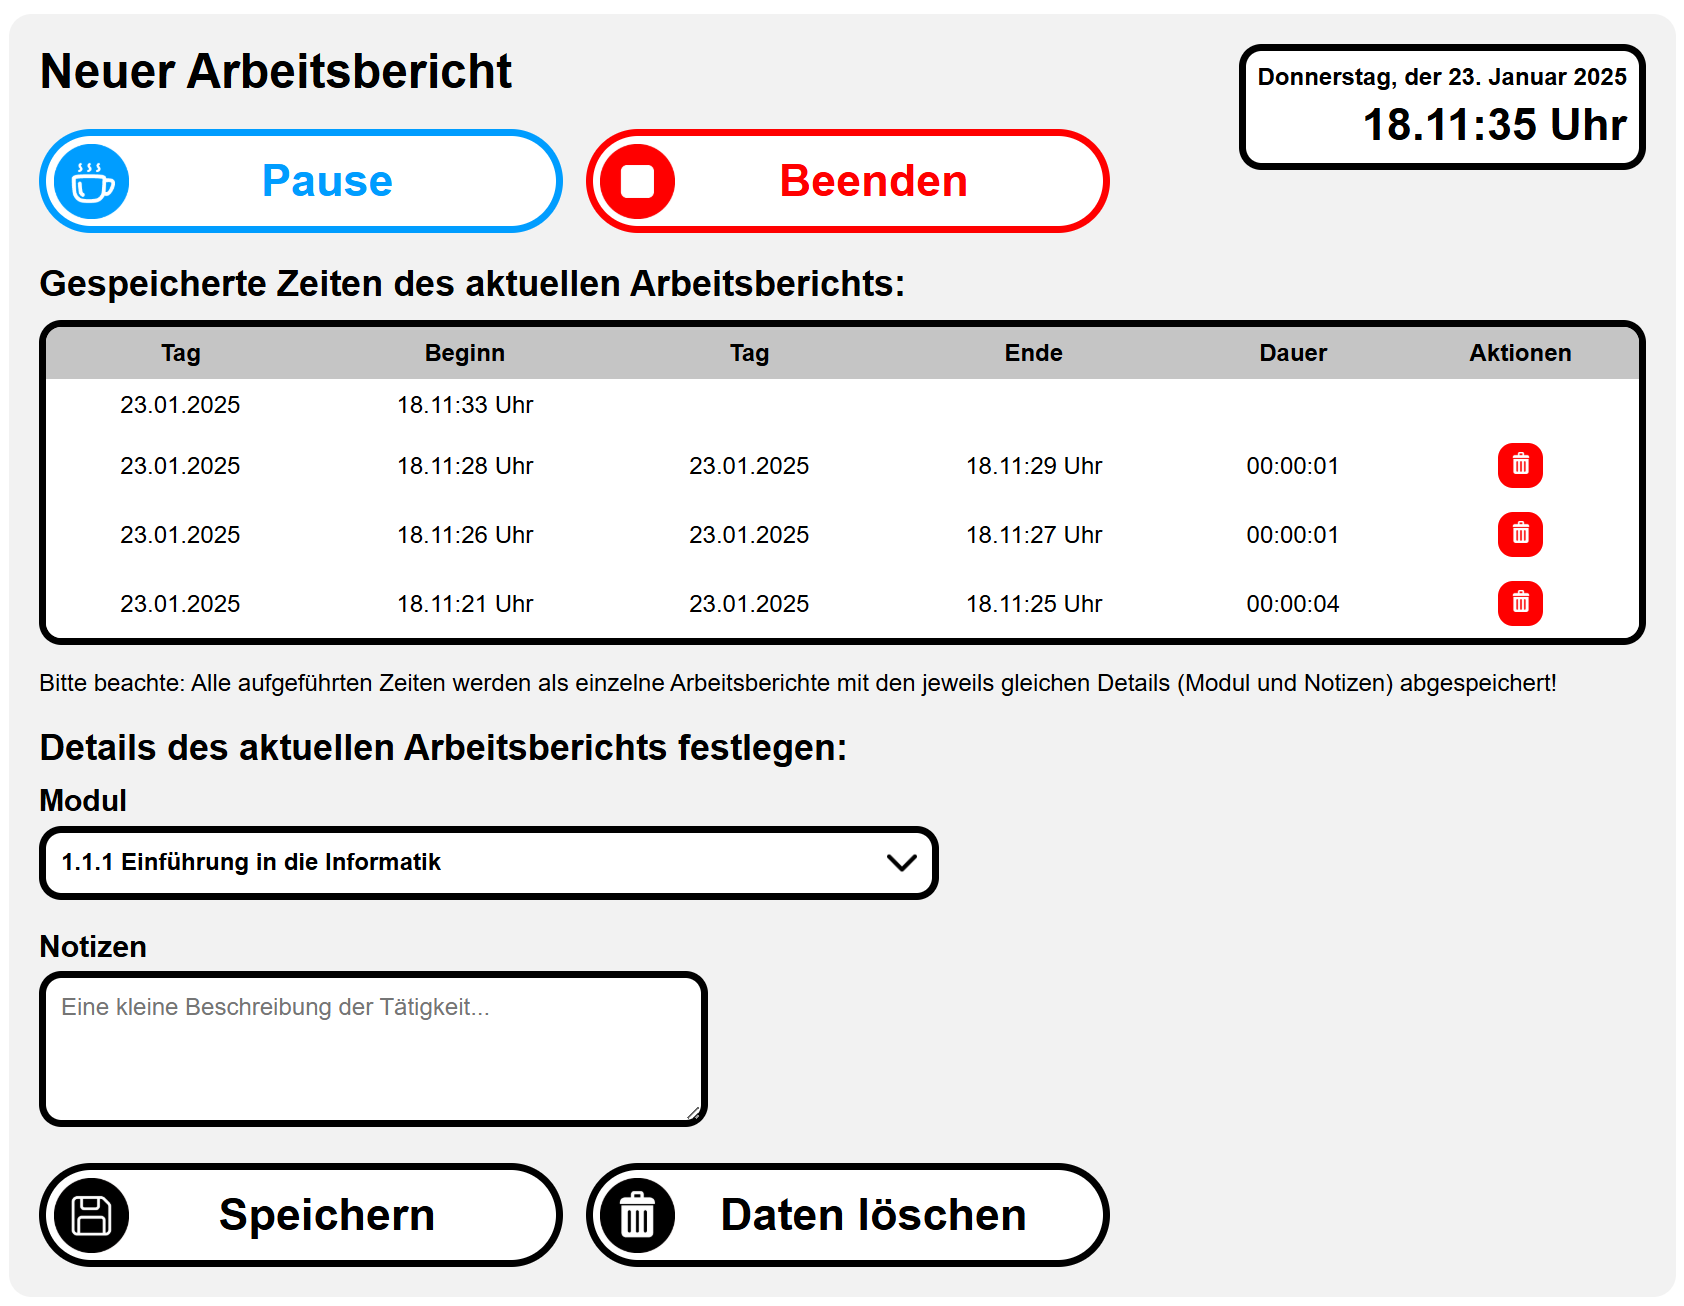 Neuer Arbeitsbericht
Donnerstag, der 23. Januar 2025
18.11:35 Uhr
Pause
Beenden
Gespeicherte Zeiten des aktuellen Arbeitsberichts:
Tag Beginn Tag Ende Dauer Aktionen
23.01.2025 18.11:33 Uhr
23.01.2025 18.11:28 Uhr 23.01.2025 18.11:29 Uhr 00:00:01
23.01.2025 18.11:26 Uhr 23.01.2025 18.11:27 Uhr 00:00:01
23.01.2025 18.11:21 Uhr 23.01.2025 18.11:25 Uhr 00:00:04
Bitte beachte: Alle aufgeführten Zeiten werden als einzelne Arbeitsberichte mit den jeweils gleichen Details (Modul und Notizen) abgespeichert!
Details des aktuellen Arbeitsberichts festlegen:
Modul
1.1.1 Einführung in die Informatik
Notizen
Eine kleine Beschreibung der Tätigkeit...
Speichern
Daten löschen